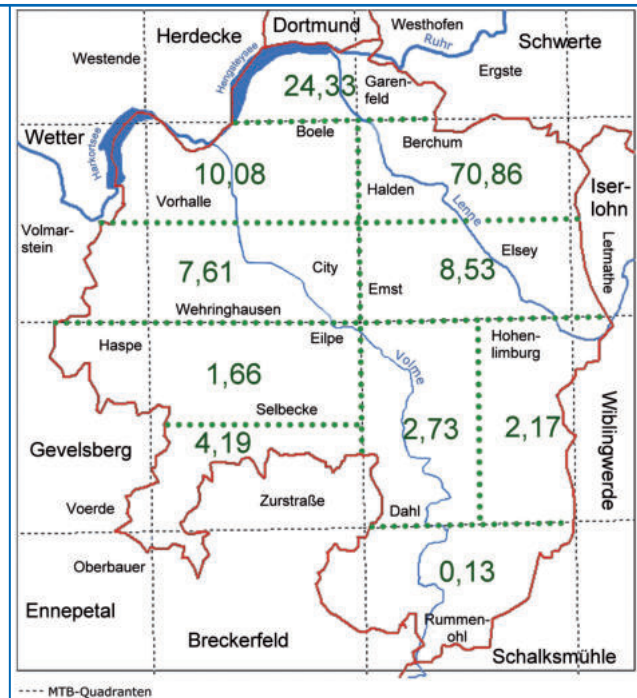 Herdecke
Dortmund
Westhofen
Ruhr
Schwerte
Westende
Hengsteysee
24,33
Garen-
feld
Ergste
Wetter
Harkortsee
Boele
Berchum
10,08
70,86
Iser-
lohn
Vorhalle
Halden
Lenne
Volmar-
stein
7,61
City
Elsey
8,53
Letmathe
Emst
Wehringhausen
Haspe
Eilpe
Volme
Hohen-
limburg
1,66
Selbecke
2,73
2,17
Wiblingwerde
Gevelsberg
4,19
Zurstraße
Voerde
Dahl
Oberbauer
0,13
Ennepetal
Rummen-
ohl
Breckerfeld
Schalksmühle
---- MTB-Quadranten